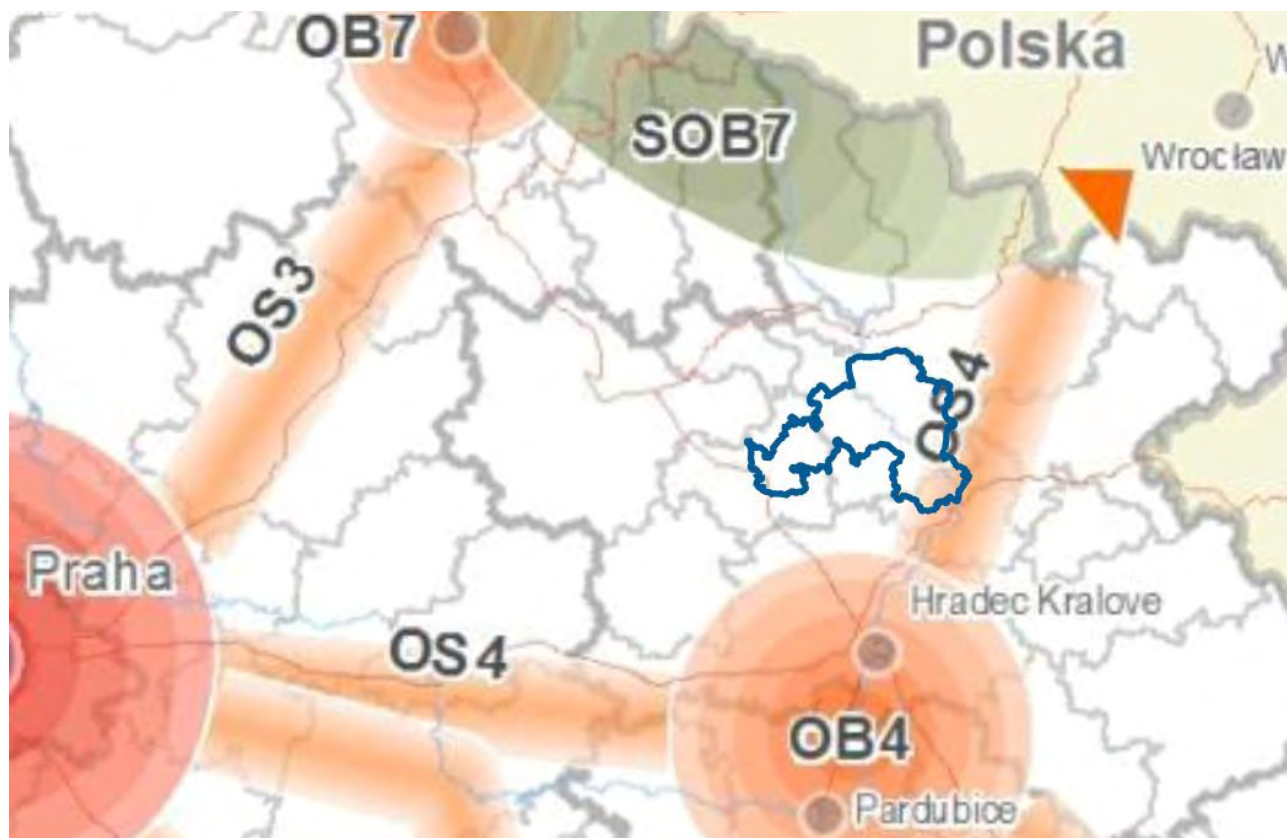 OB7
Polska
W
SOB7
Wrocław
OS3
OS4
Praha
Hradec Kralove
OS4
OB4
Pardubice